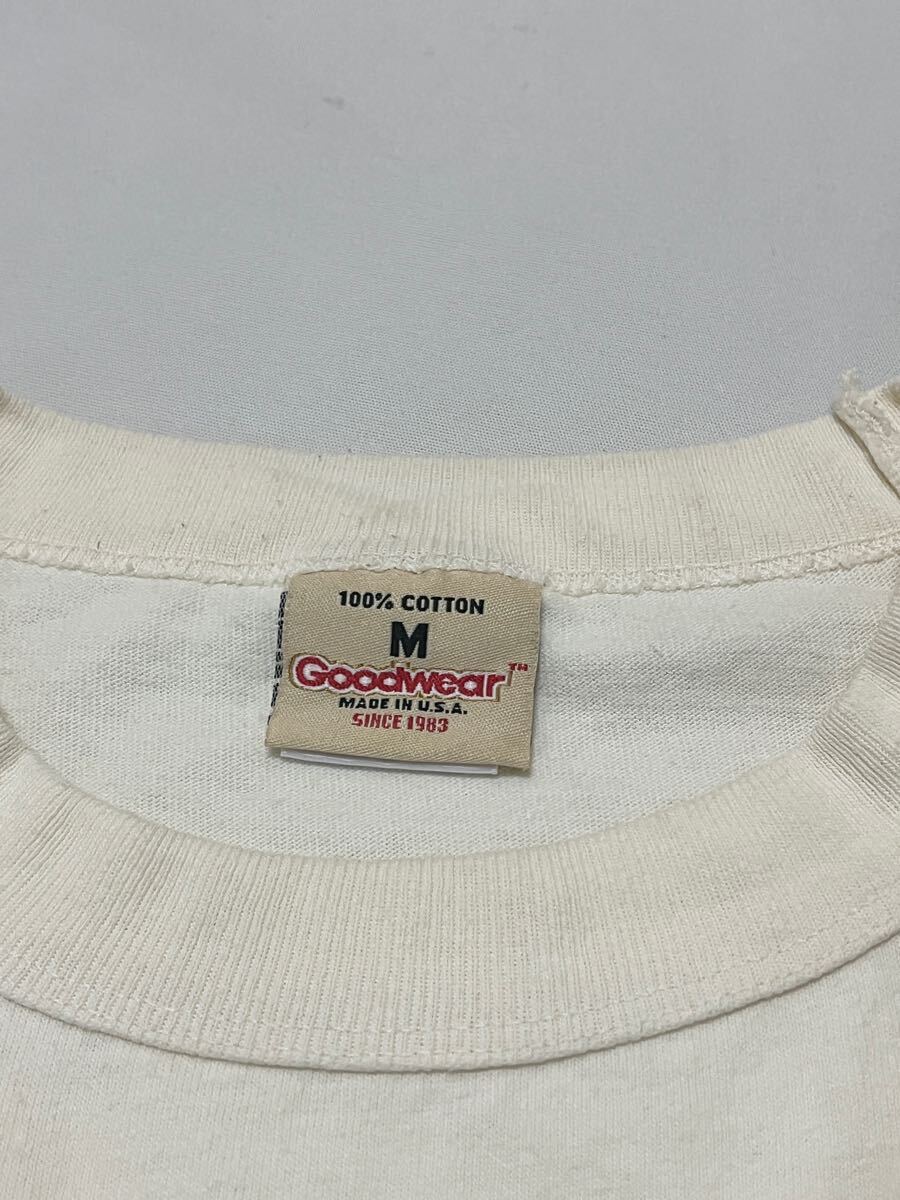 100% COTTON
M
Goodwear™
MADE IN U.S.A.
SINCE 1983